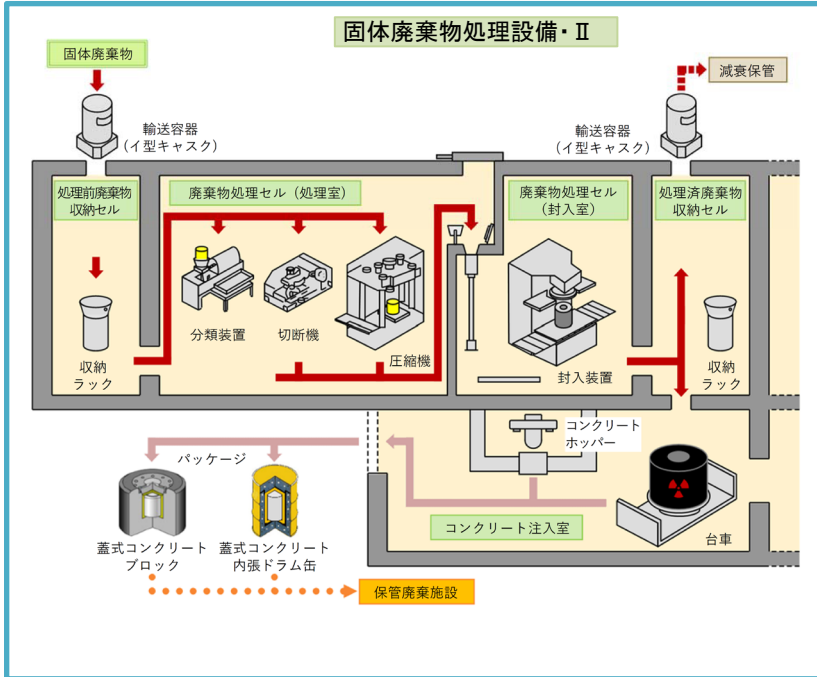 固体廃棄物処理設備・Ⅱ
固体廃棄物
減衰保管
輸送容器
(イ型キャスク)
輸送容器
(イ型キャスク)
処理前廃棄物
収納セル
廃棄物処理セル(処理室)
廃棄物処理セル
(封入室)
処理済廃棄物
収納セル
分類装置
切断機
圧縮機
収納
ラック
封入装置
収納
ラック
コンクリート
ホッパー
パッケージ
コンクリート注入室
台車
蓋式コンクリート
ブロック
蓋式コンクリート
内張ドラム缶
保管廃棄施設